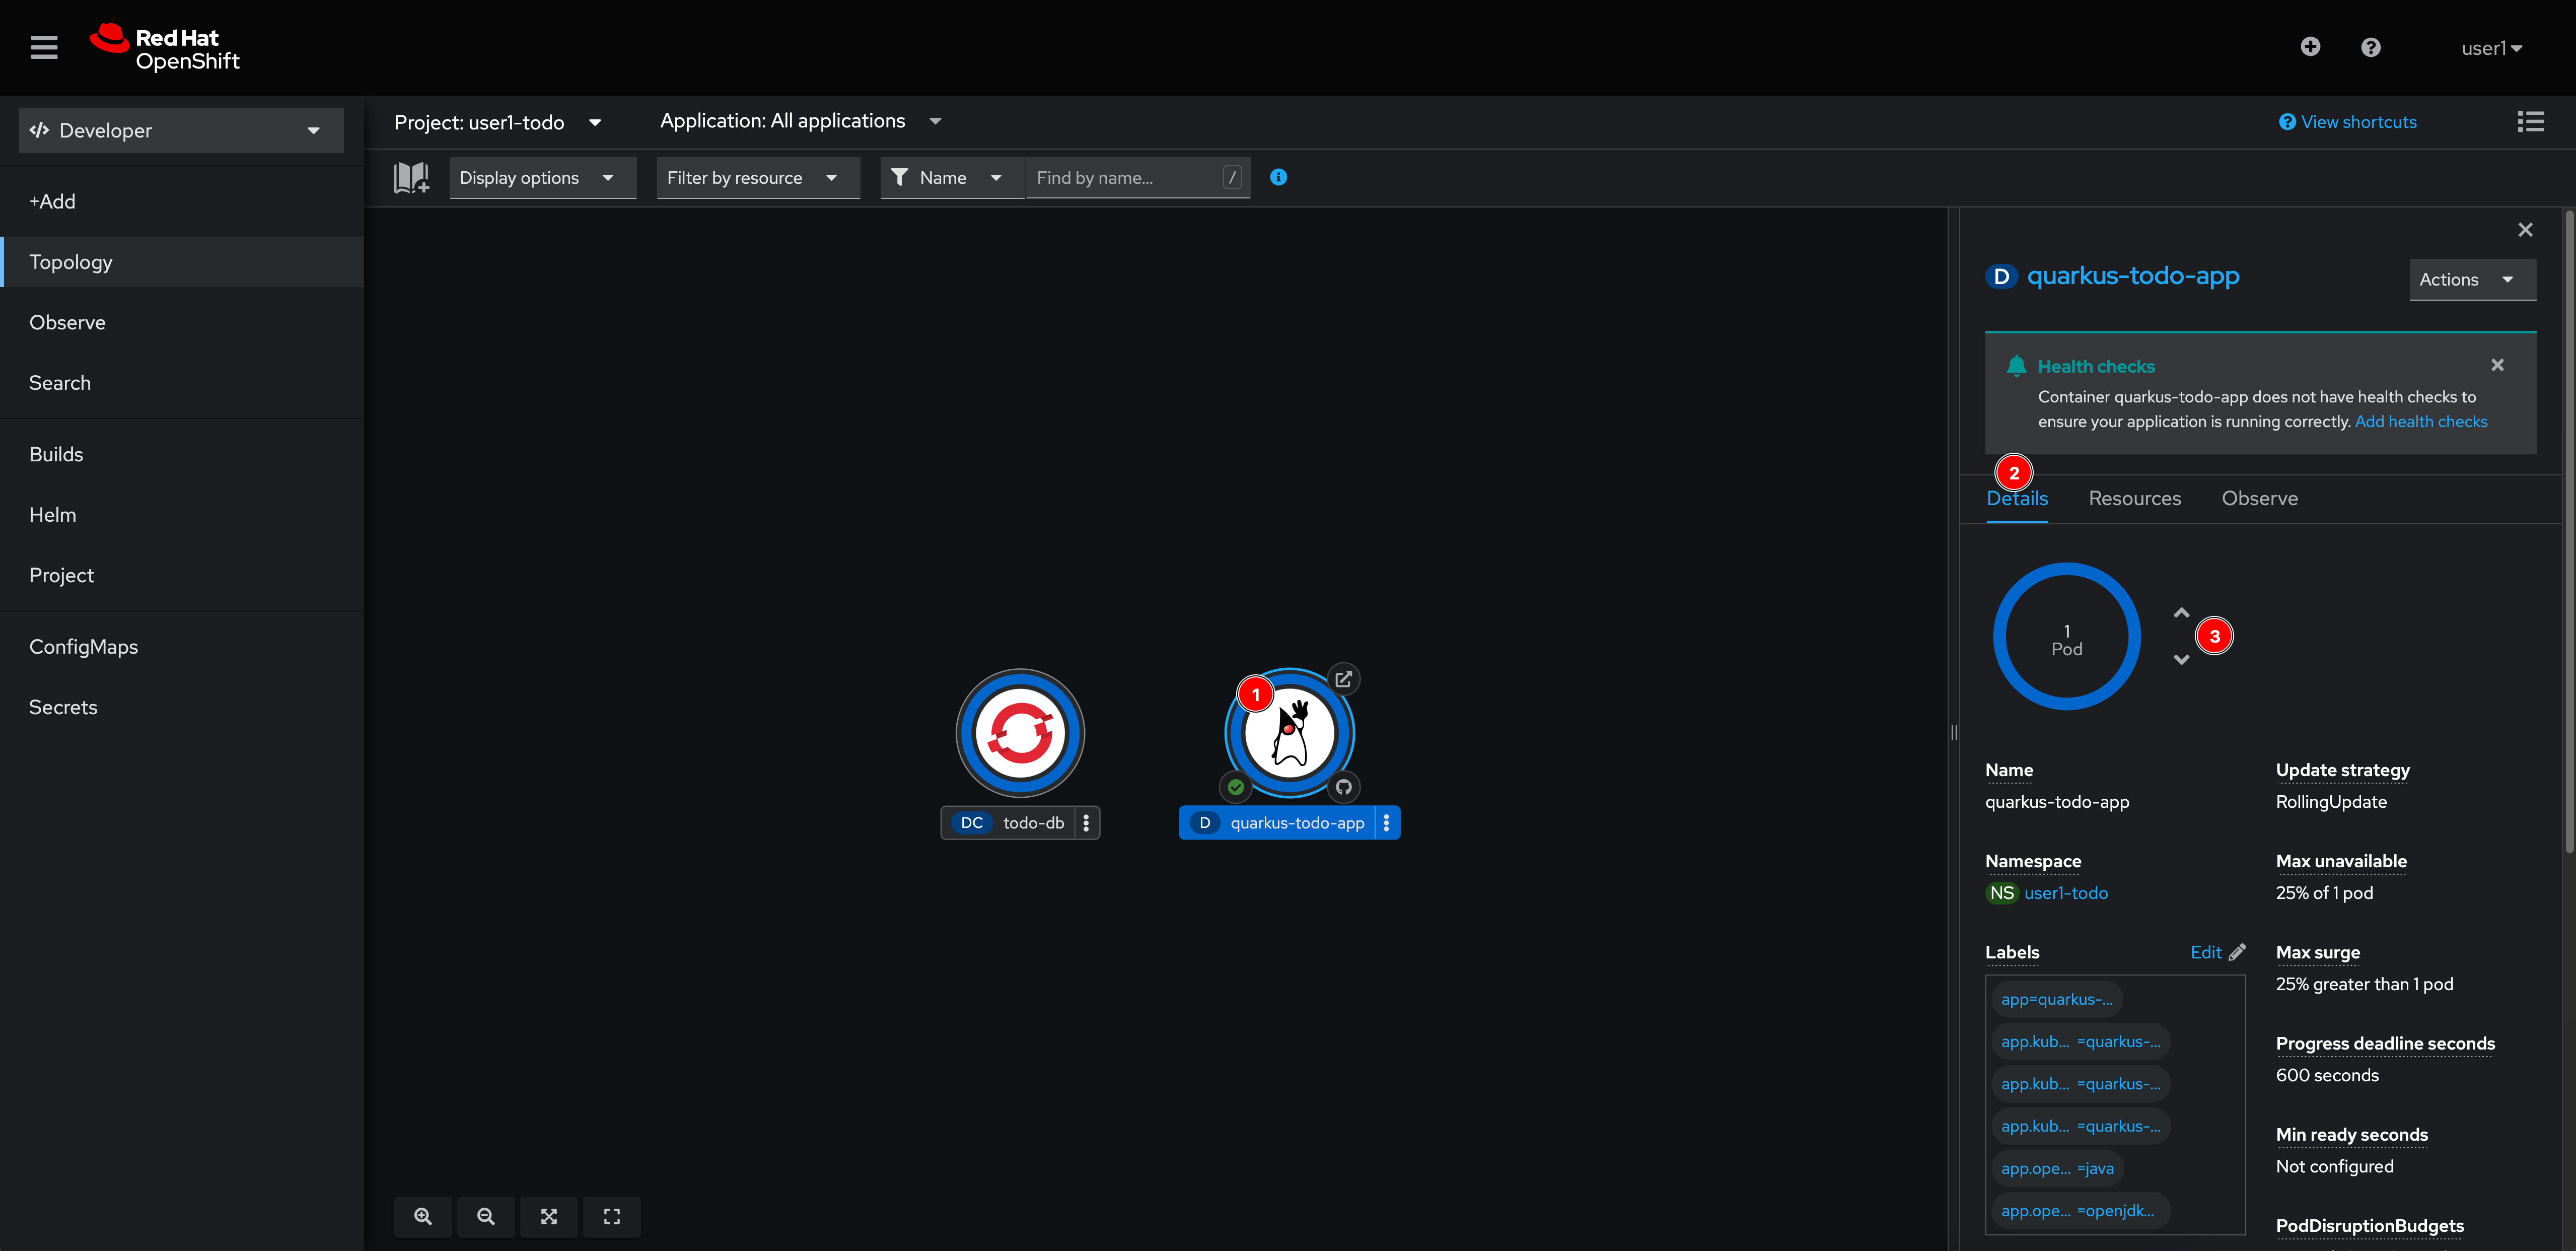 Red Hat
OpenShift
user1
Developer
Project: user1-todo
Application: All applications
View shortcuts
Display options
Filter by resource
Name
Find by name...
/
+Add
Topology
Observe
Search
Builds
Helm
Project
ConfigMaps
Secrets
DC todo-db
1
D quarkus-todo-app
D quarkus-todo-app
Actions
Health checks
Container quarkus-todo-app does not have health checks to
ensure your application is running correctly. Add health checks
2
Details
Resources
Observe
1
Pod
3
Name
quarkus-todo-app
Update strategy
RollingUpdate
Namespace
NS user1-todo
Max unavailable
25% of 1 pod
Labels
Edit
Max surge
25% greater than 1 pod
app=quarkus-...
app.kub... =quarkus-...
app.kub... =quarkus-...
app.kub... =quarkus-...
app.ope... =java
app.ope... =openjdk...
Progress deadline seconds
600 seconds
Min ready seconds
Not configured
PodDisruptionBudgets